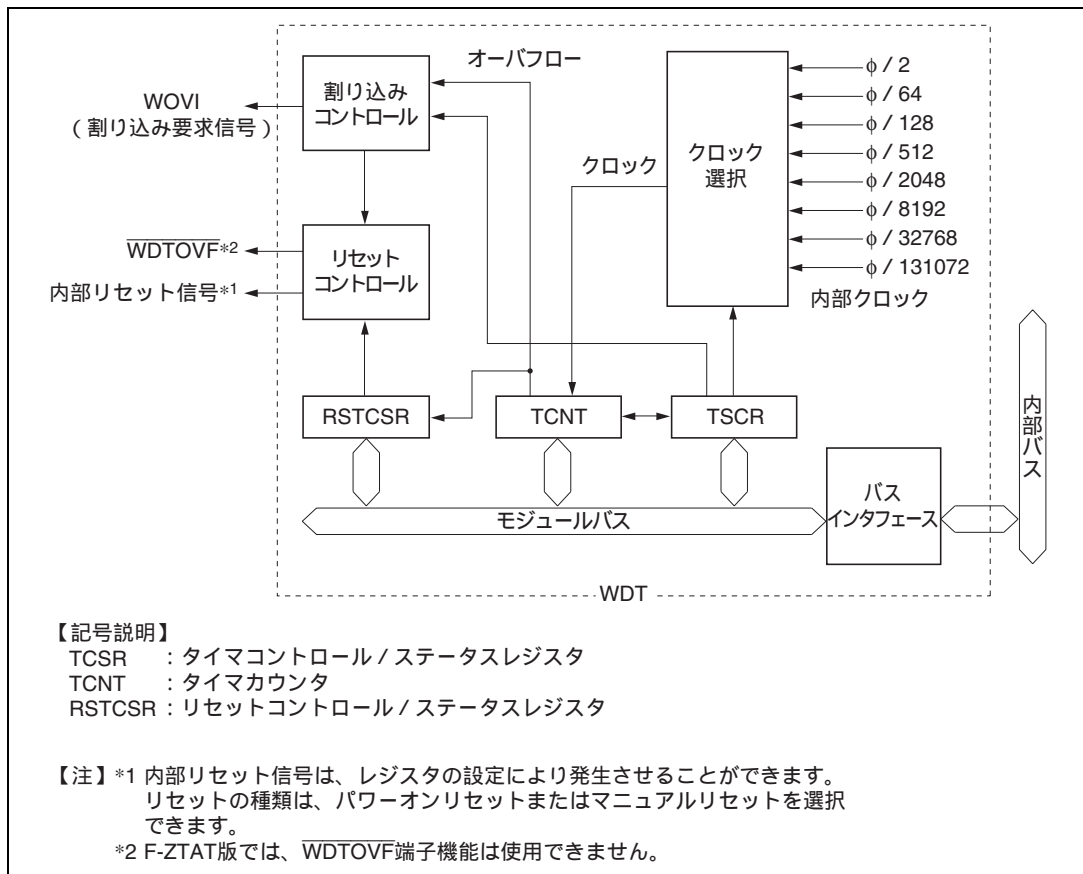 オーバフロー
割り込み
コントロール
WOVI
(割り込み要求信号)
クロック
クロック
選択
φ/2
φ/64
φ/128
φ/512
φ/2048
φ/8192
φ/32768
φ/131072
内部クロック
WDTOVF*2
内部リセット信号*1
リセット
コントロール
RSTCSR
TCNT
TSCR
内部バス
バス
インタフェース
モジュールバス
WDT
【記号説明】
TCSR :タイマコントロール/ステータスレジスタ
TCNT :タイマカウンタ
RSTCSR:リセットコントロール/ステータスレジスタ
【注】*1 内部リセット信号は、レジスタの設定により発生させることができます。
リセットの種類は、パワーオンリセットまたはマニュアルリセットを選択
できます。
*2 F-ZTAT版では、WDTOVF端子機能は使用できません。